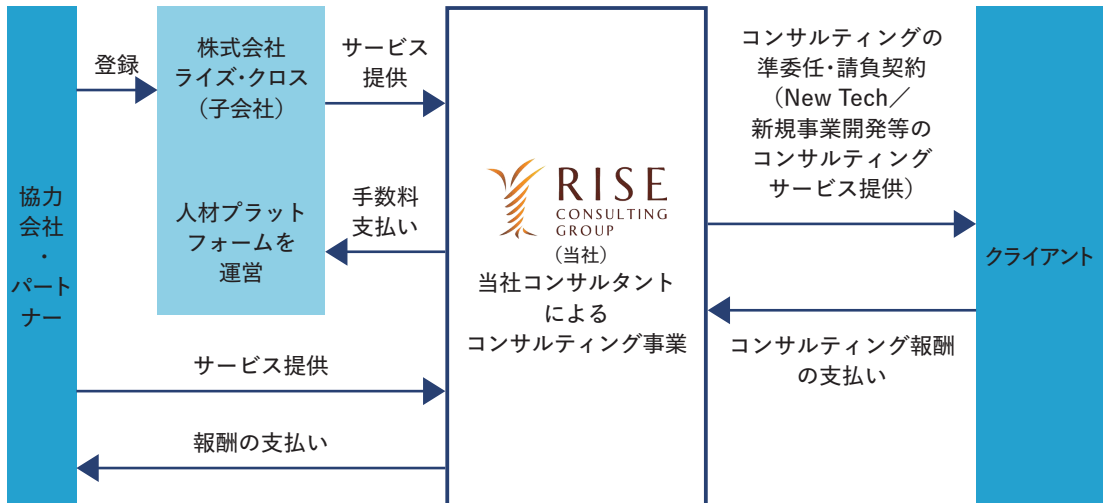 協力
会社
・
パート
ナー
登録
株式会社
ライズ・クロス
（子会社）
人材プラット
フォームを
運営
サービス
提供
手数料
支払い
サービス提供
報酬の支払い
RISE
CONSULTING
GROUP
（当社）
当社コンサルタント
による
コンサルティング事業
コンサルティングの
準委任・請負契約
（New Tech／
新規事業開発等の
コンサルティング
サービス提供）
コンサルティング報酬
の支払い
クライアント